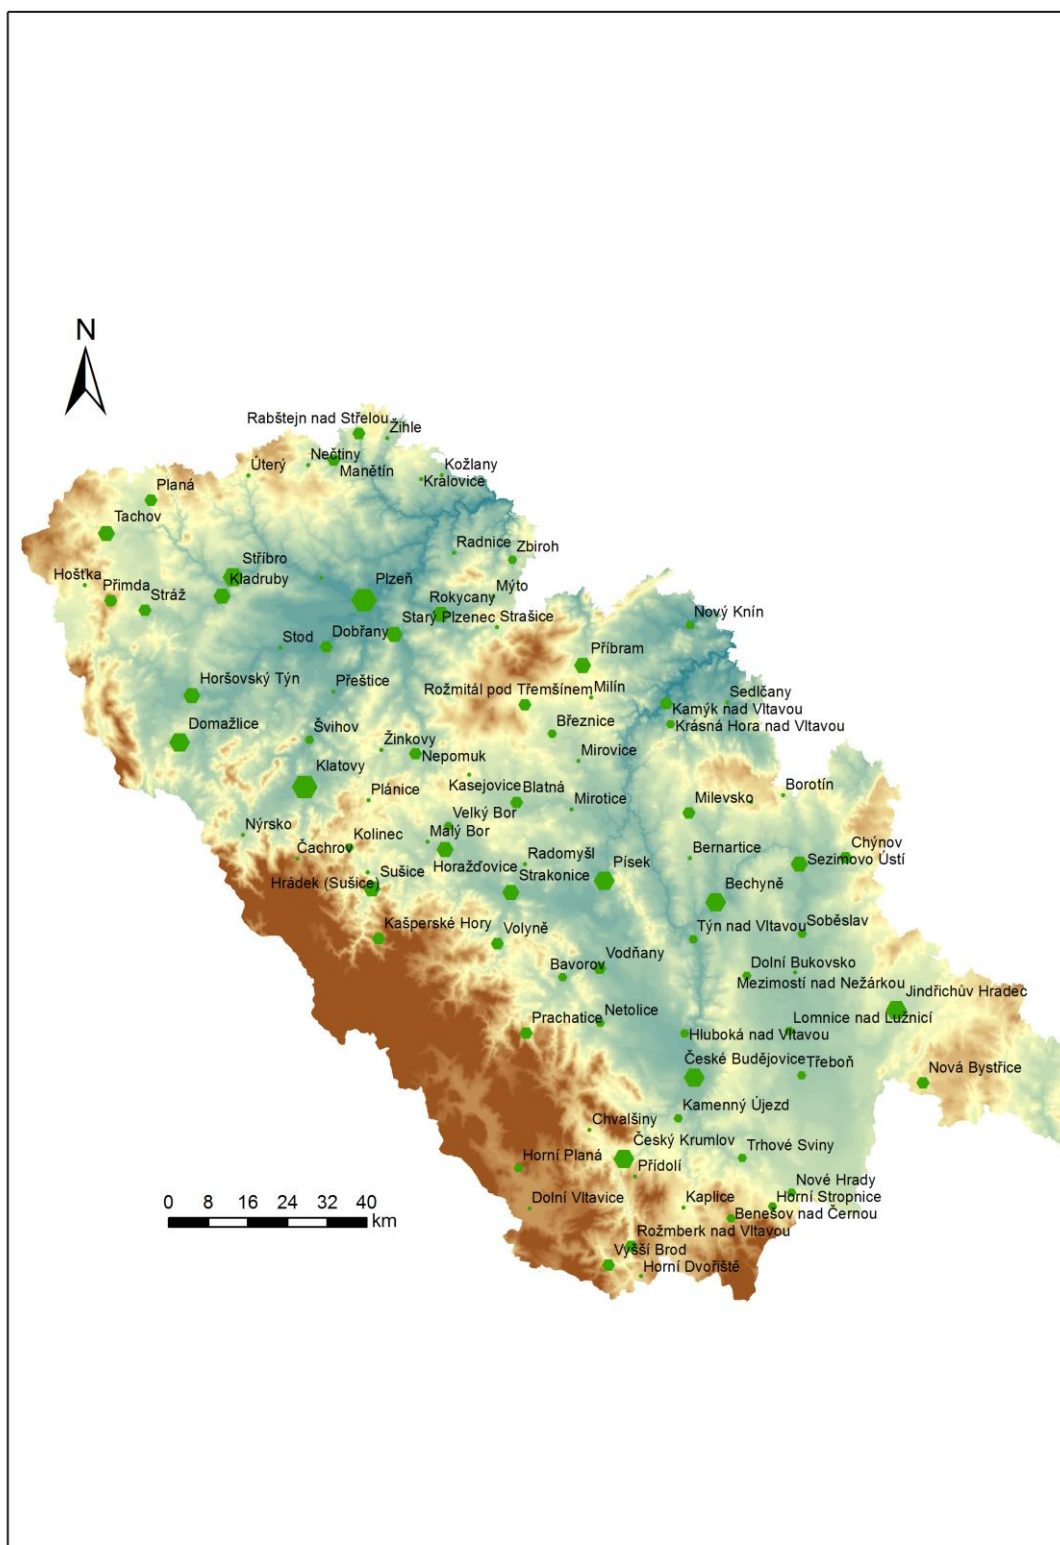 N
Rabštejn nad Střelou
Žihle
Nečtiny
Manětín
Úterý
Kožlany
Kralovice
Planá
Tachov
Radnice
Zbiroh
Stříbro
Hošťka
Kladruby
Plzeň
Mýto
Přimda
Stráž
Rokycany
Starý Plzenec
Strašice
Nový Knín
Stod
Dobřany
Příbram
Horšovský Týn
Přeštice
Rožmitál pod Třemšínem
Milín
Sedlčany
Kamýk nad Vltavou
Domažlice
Švihov
Žinkovy
Březnice
Krásná Hora nad Vltavou
Nepomuk
Klatovy
Mirovice
Plánice
Kasejovice
Blatná
Borotín
Mirotice
Milevsko
Velký Bor
Nýrsko
Kolinec
Malý Bor
Chýnov
Čachrov
Radomyšl
Bernartice
Sezimovo Ústí
Sušice
Horažďovice
Písek
Hrádek (Sušice)
Strakonice
Bechyně
Kašperské Hory
Volyně
Týn nad Vltavou
Soběslav
Vodňany
Bavorov
Dolní Bukovsko
Mezimostí nad Nežárkou
Jindřichův Hradec
Prachatice
Netolice
Lomnice nad Lužnicí
Hluboká nad Vltavou
České Budějovice
Třeboň
Nová Bystřice
Kamenný Újezd
Chvalšiny
Český Krumlov
Trhové Sviny
Horní Planá
Přídolí
Nové Hrady
Dolní Vltavice
Kaplice
Horní Stropnice
Benešov nad Černou
Rožmberk nad Vltavou
Vyšší Brod
Horní Dvořiště
0 8 16 24 32 40
km